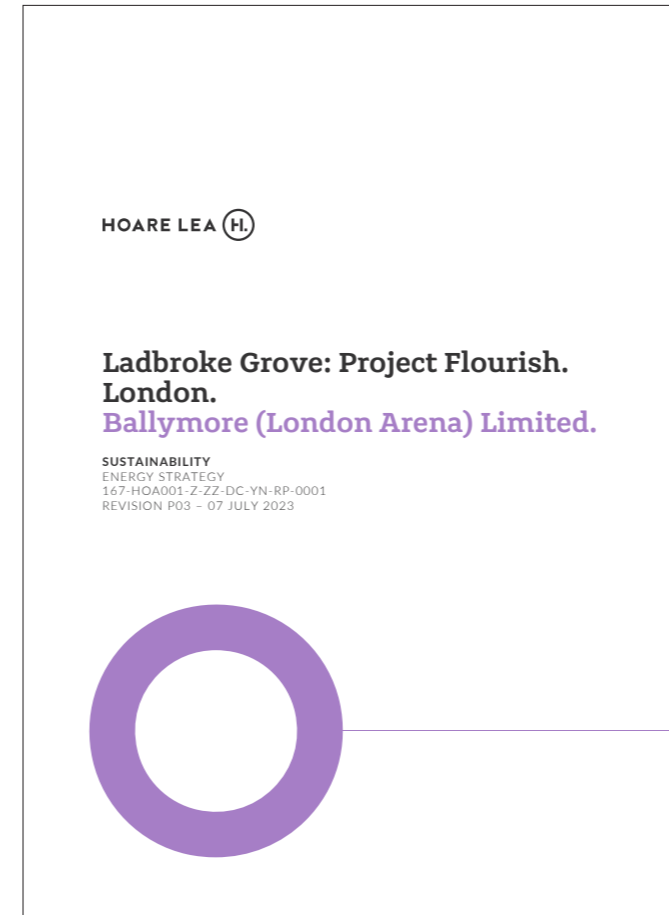 HOARE LEA H.
Ladbroke Grove: Project Flourish.
London.
Ballymore (London Arena) Limited.
SUSTAINABILITY
ENERGY STRATEGY
167-HOA001-Z-ZZ-DC-YN-RP-0001
REVISION P03 – 07 JULY 2023